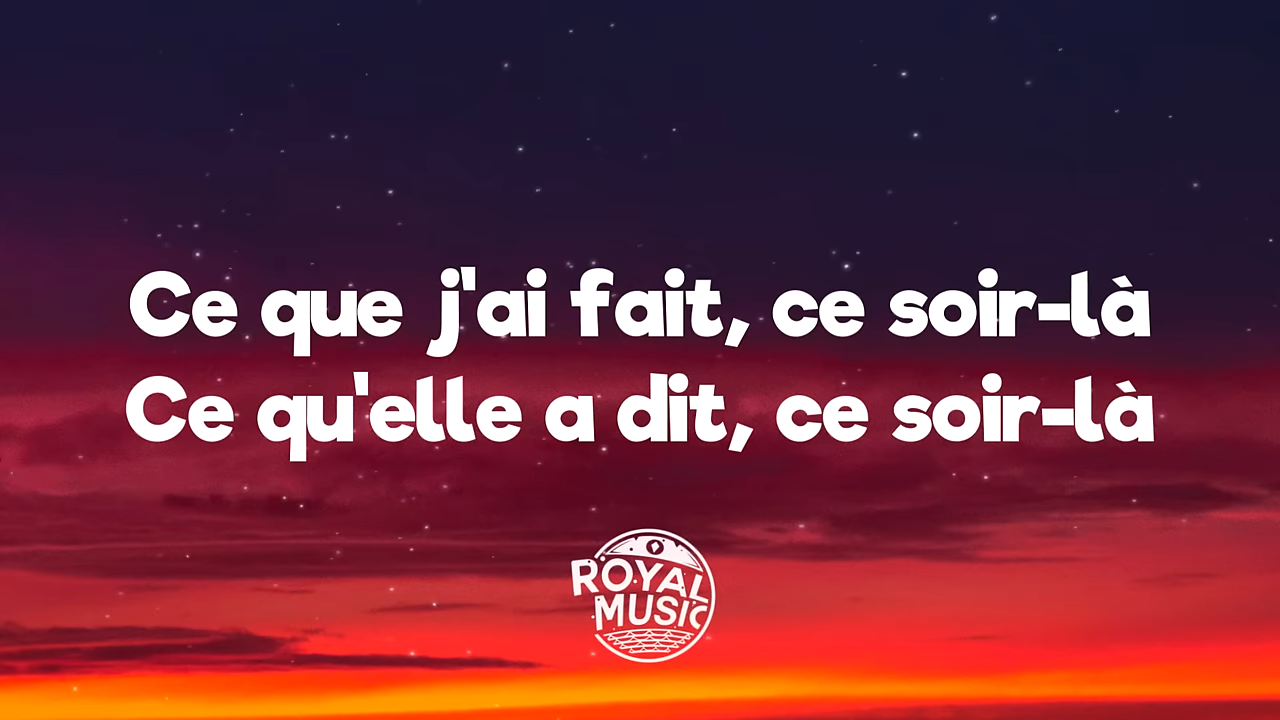 Ce que j'ai fait, ce soir-là
Ce qu'elle a dit, ce soir-là
ROYAL
MUSIC